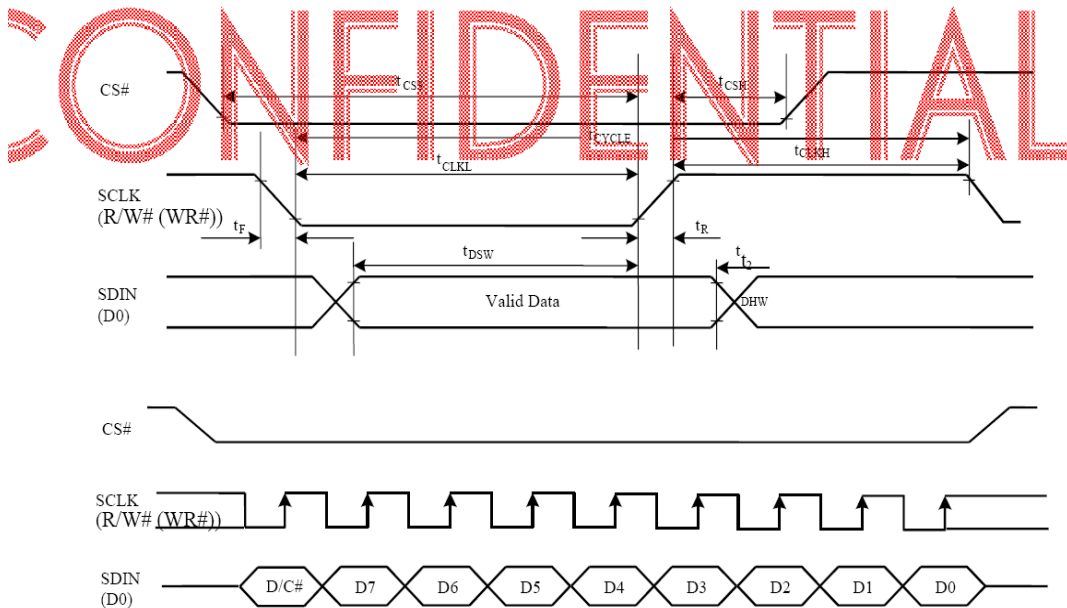 CONFIDENTIAL
CS#
tCSS
tCSH
tCYCLE
tCLKL
tCLKH
SCLK
(R/W# (WR#))
tF
tR
tDSW
t
t2
DHW
SDIN
(D0)
Valid Data
CS#
SCLK
(R/W# (WR#))
SDIN
(D0)
D/C# D7 D6 D5 D4 D3 D2 D1 D0